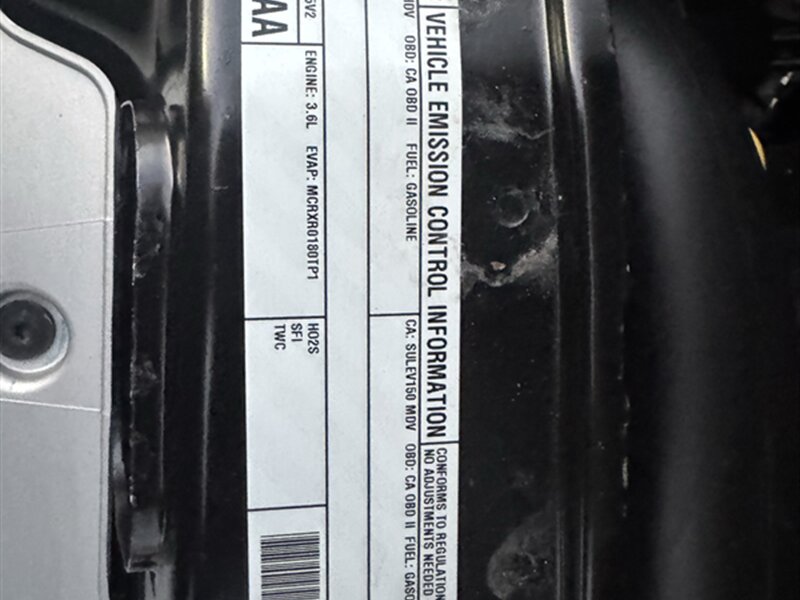 VEHICLE EMISSION CONTROL INFORMATION
CONFORMS TO REGULATION
NO ADJUSTMENTS NEEDED
OBD: CA OBD II FUEL: GASOLINE
CA: SULEV150 MDV OBD: CA OBD II FUEL:
ENGINE: 3.6L EVAP: MCRXR0180TP1
HO2S
SFI
TWC
AA